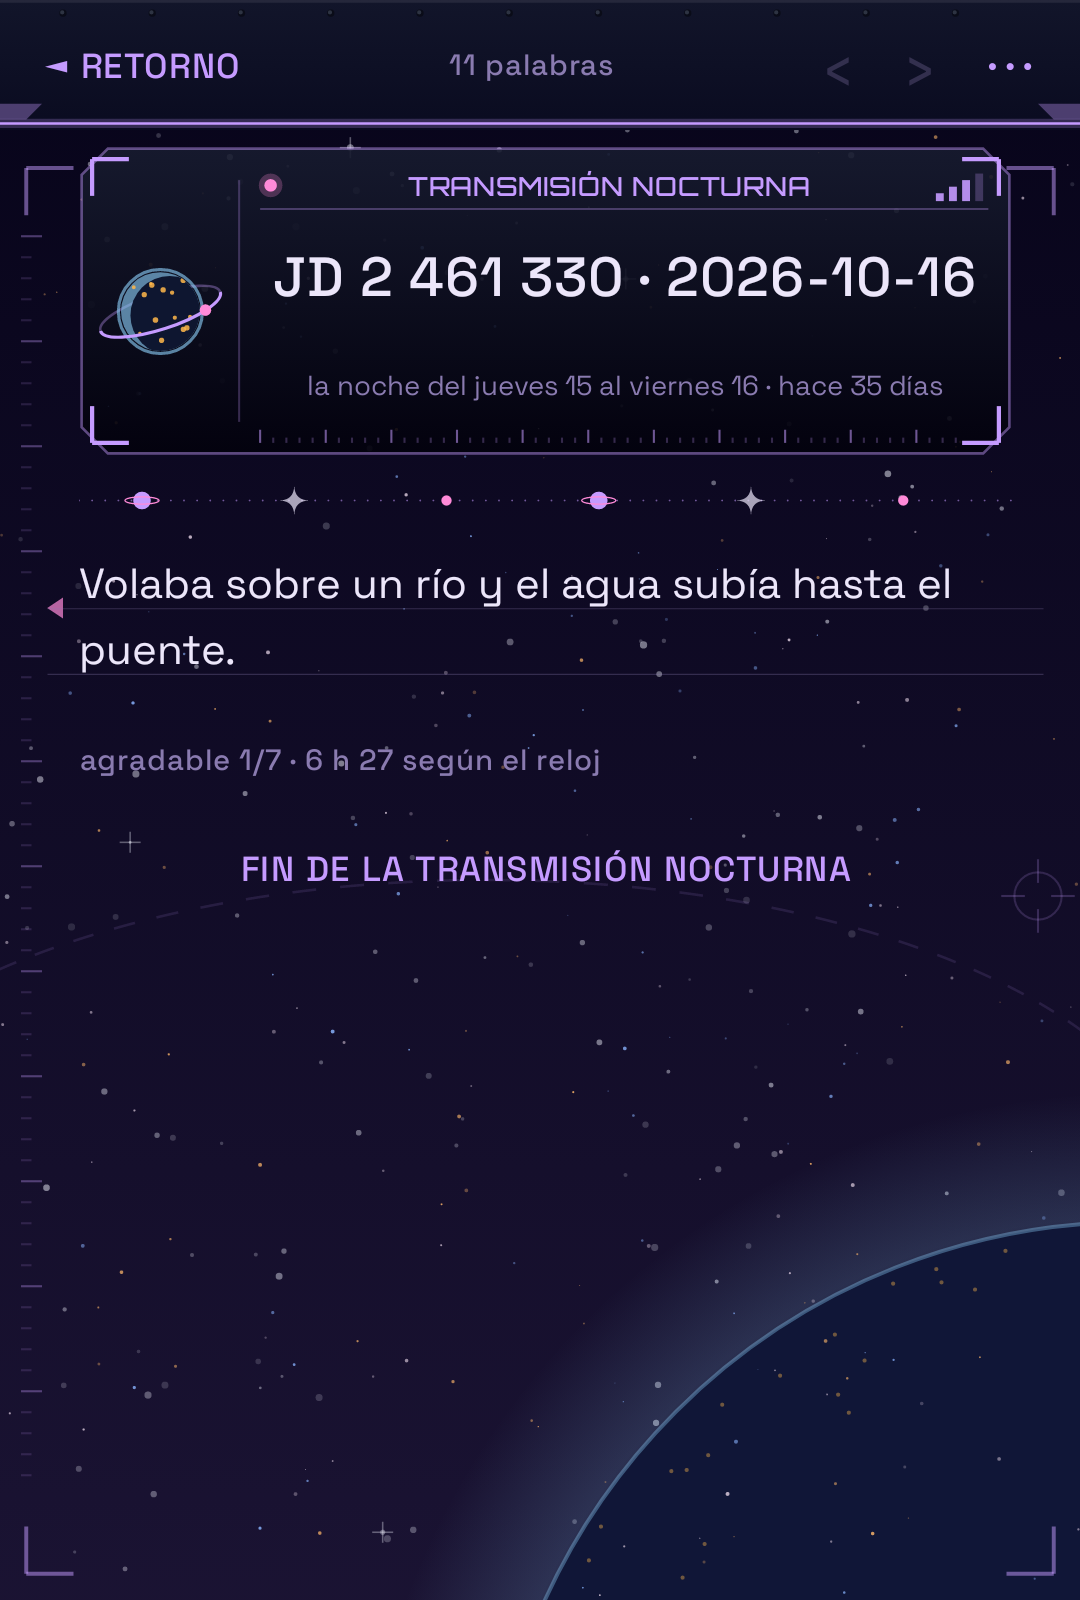 ◄ RETORNO
11 palabras
< > •••
TRANSMISIÓN NOCTURNA
JD 2 461 330 · 2026-10-16
la noche del jueves 15 al viernes 16 · hace 35 días
Volaba sobre un río y el agua subía hasta el
puente.
agradable 1/7 · 6 h 27 según el reloj
FIN DE LA TRANSMISIÓN NOCTURNA